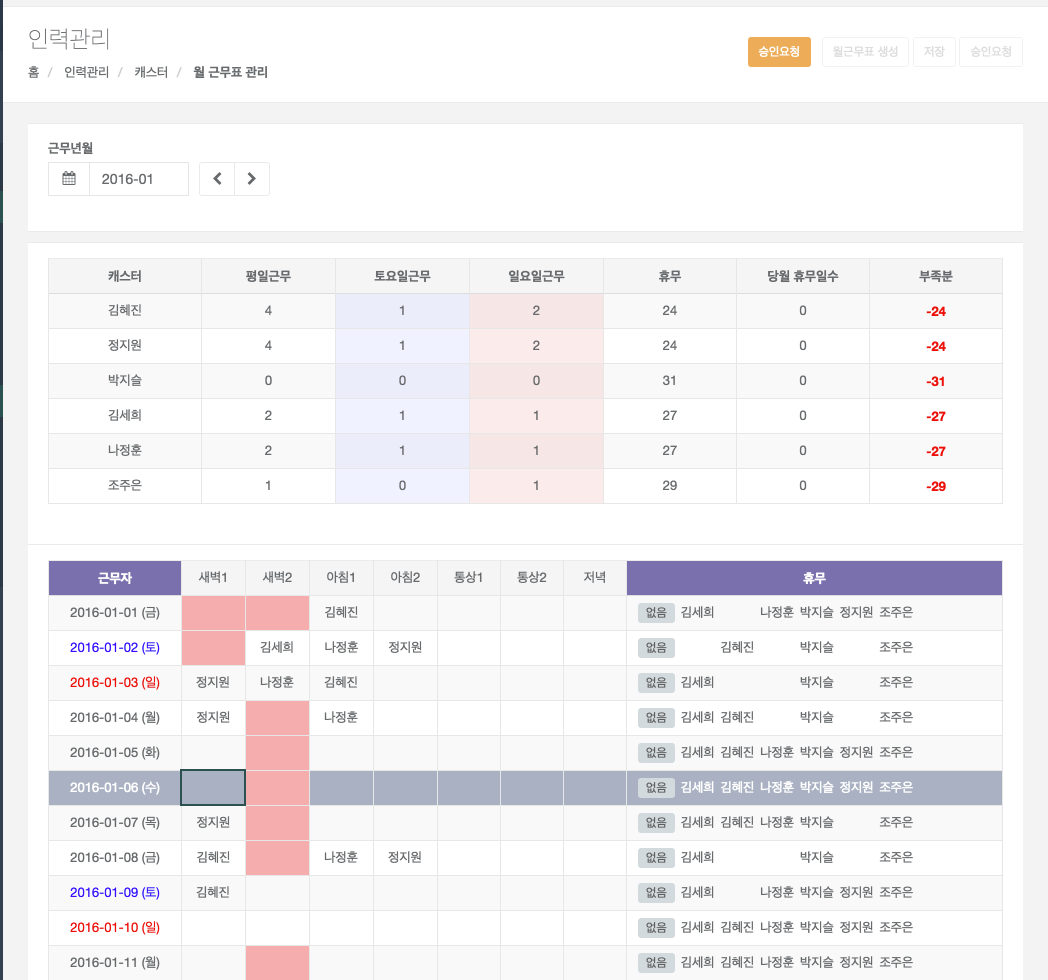 인력관리
홈 / 인력관리 / 캐스터 / 월 근무표 관리
승인요청 월근무표 생성 저장 승인요청
근무년월
2016-01
캐스터 평일근무 토요일근무 일요일근무 휴무 당월 휴무일수 부족분
김혜진 4 1 2 24 0 -24
정지원 4 1 2 24 0 -24
박지슬 0 0 0 31 0 -31
김세희 2 1 1 27 0 -27
나정훈 2 1 1 27 0 -27
조주은 1 0 1 29 0 -29
근무자 새벽1 새벽2 아침1 아침2 통상1 통상2 저녁 휴무
2016-01-01 (금) 김혜진 없음 김세희 나정훈 박지슬 정지원 조주은
2016-01-02 (토) 김세희 나정훈 정지원 없음 김혜진 박지슬 조주은
2016-01-03 (일) 정지원 나정훈 김혜진 없음 김세희 박지슬 조주은
2016-01-04 (월) 정지원 나정훈 없음 김세희 김혜진 박지슬 조주은
2016-01-05 (화) 없음 김세희 김혜진 나정훈 박지슬 정지원 조주은
2016-01-06 (수) 없음 김세희 김혜진 나정훈 박지슬 정지원 조주은
2016-01-07 (목) 정지원 없음 김세희 김혜진 나정훈 박지슬 조주은
2016-01-08 (금) 김혜진 나정훈 정지원 없음 김세희 박지슬 조주은
2016-01-09 (토) 김혜진 없음 김세희 나정훈 박지슬 정지원 조주은
2016-01-10 (일) 없음 김세희 김혜진 나정훈 박지슬 정지원 조주은
2016-01-11 (월) 없음 김세희 김혜진 나정훈 박지슬 정지원 조주은